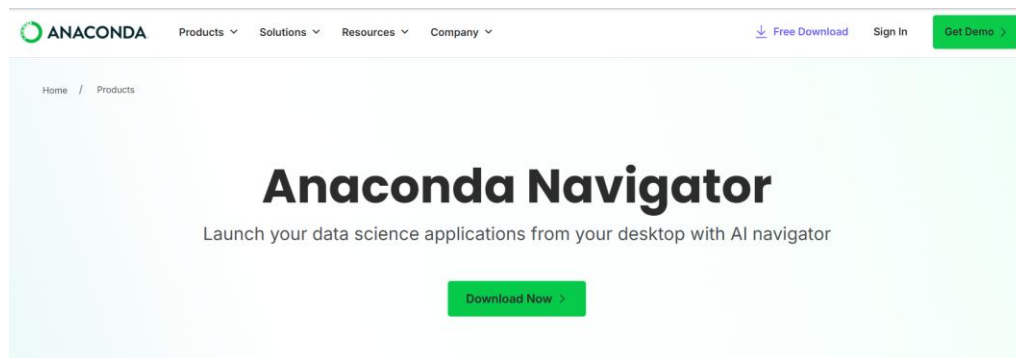 ANACONDA Products Solutions Resources Company Free Download Sign In Get Demo
Home / Products
Anaconda Navigator
Launch your data science applications from your desktop with AI navigator
Download Now